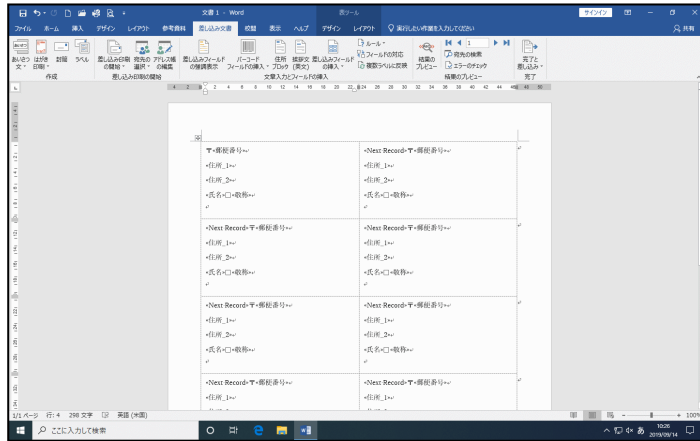 文書 1 - Word
表ツール
サインイン
ファイル ホーム 挿入 デザイン レイアウト 参考資料 差し込み文書 校閲 表示 ヘルプ デザイン レイアウト 実行したい作業を入力してください 共有
あいさつ文 はがき印刷 封筒 ラベル
差し込み印刷の開始 宛先の選択 アドレス帳の編集
差し込みフィールドの強調表示 バーコードフィールドの挿入 住所ブロック 挨拶文(英文) 差し込みフィールドの挿入
ルール
フィールドの対応
複数ラベルに反映
結果のプレビュー
1
宛先の検索
エラーのチェック
完了と差し込み
作成 差し込み印刷の開始 文章入力とフィールドの挿入 結果のプレビュー 完了
〒«郵便番号» «Next Record»〒«郵便番号»
«住所_1» «住所_1»
«住所_2» «住所_2»
«氏名»□«敬称» «氏名»□«敬称»
«Next Record»〒«郵便番号» «Next Record»〒«郵便番号»
«住所_1» «住所_1»
«住所_2» «住所_2»
«氏名»□«敬称» «氏名»□«敬称»
«Next Record»〒«郵便番号» «Next Record»〒«郵便番号»
«住所_1» «住所_1»
«住所_2» «住所_2»
«氏名»□«敬称» «氏名»□«敬称»
«Next Record»〒«郵便番号» «Next Record»〒«郵便番号»
«住所_1» «住所_1»
1/1 ページ 行: 4 298 文字 英語 (米国) 100%
ここに入力して検索
あ
10:26
2019/09/14